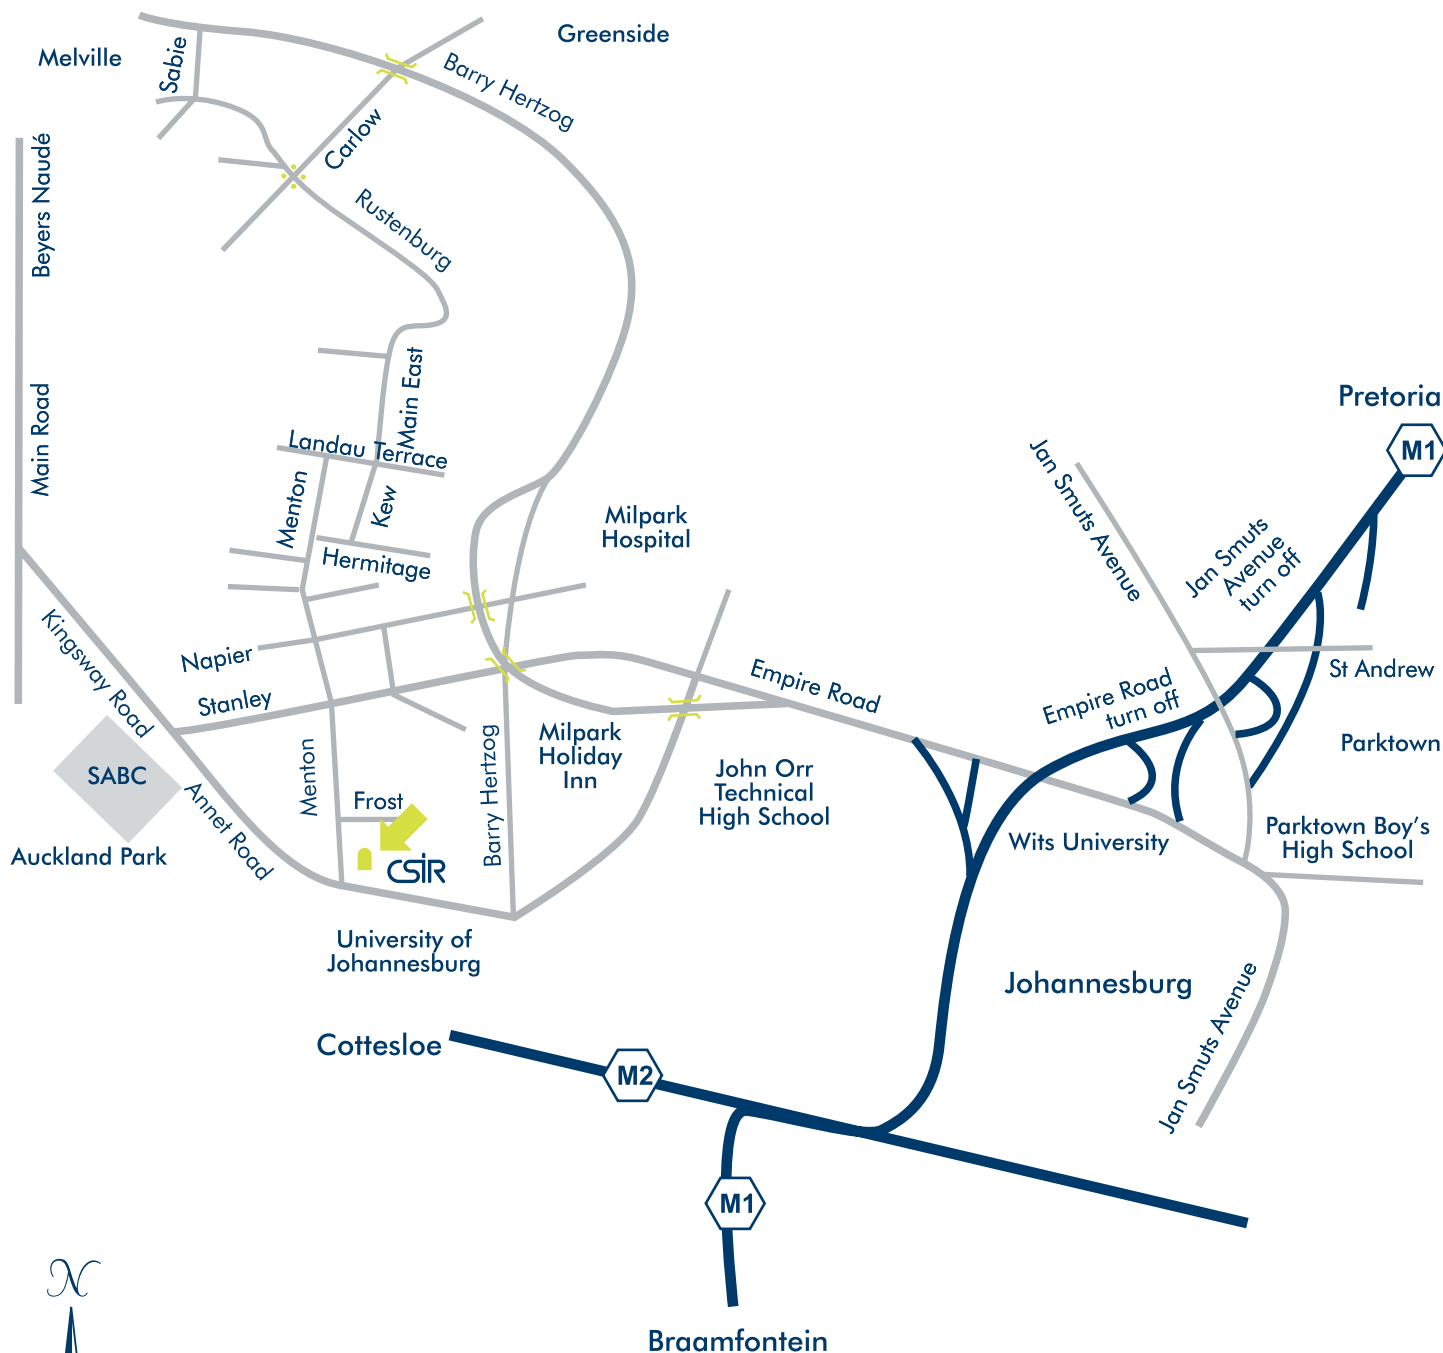 Greenside
Melville
Sabie
Barry Hertzog
Carlow
Beyers Naudé
Rustenburg
Main East
Main Road
Pretoria
M1
Landau Terrace
Jan Smuts Avenue
Menton
Kew
Milpark
Hospital
Jan Smuts
Avenue
turn off
Hermitage
Kingsway Road
Napier
Stanley
Empire Road
St Andrew
Empire Road
turn off
Milpark
Holiday
Inn
Parktown
SABC
Menton
Barry Hertzog
John Orr
Technical
High School
Frost
Annet Road
Wits University
Parktown Boy's
High School
Auckland Park
CSIR
University of
Johannesburg
Johannesburg
Jan Smuts Avenue
Cottesloe
M2
M1
N
Braamfontein